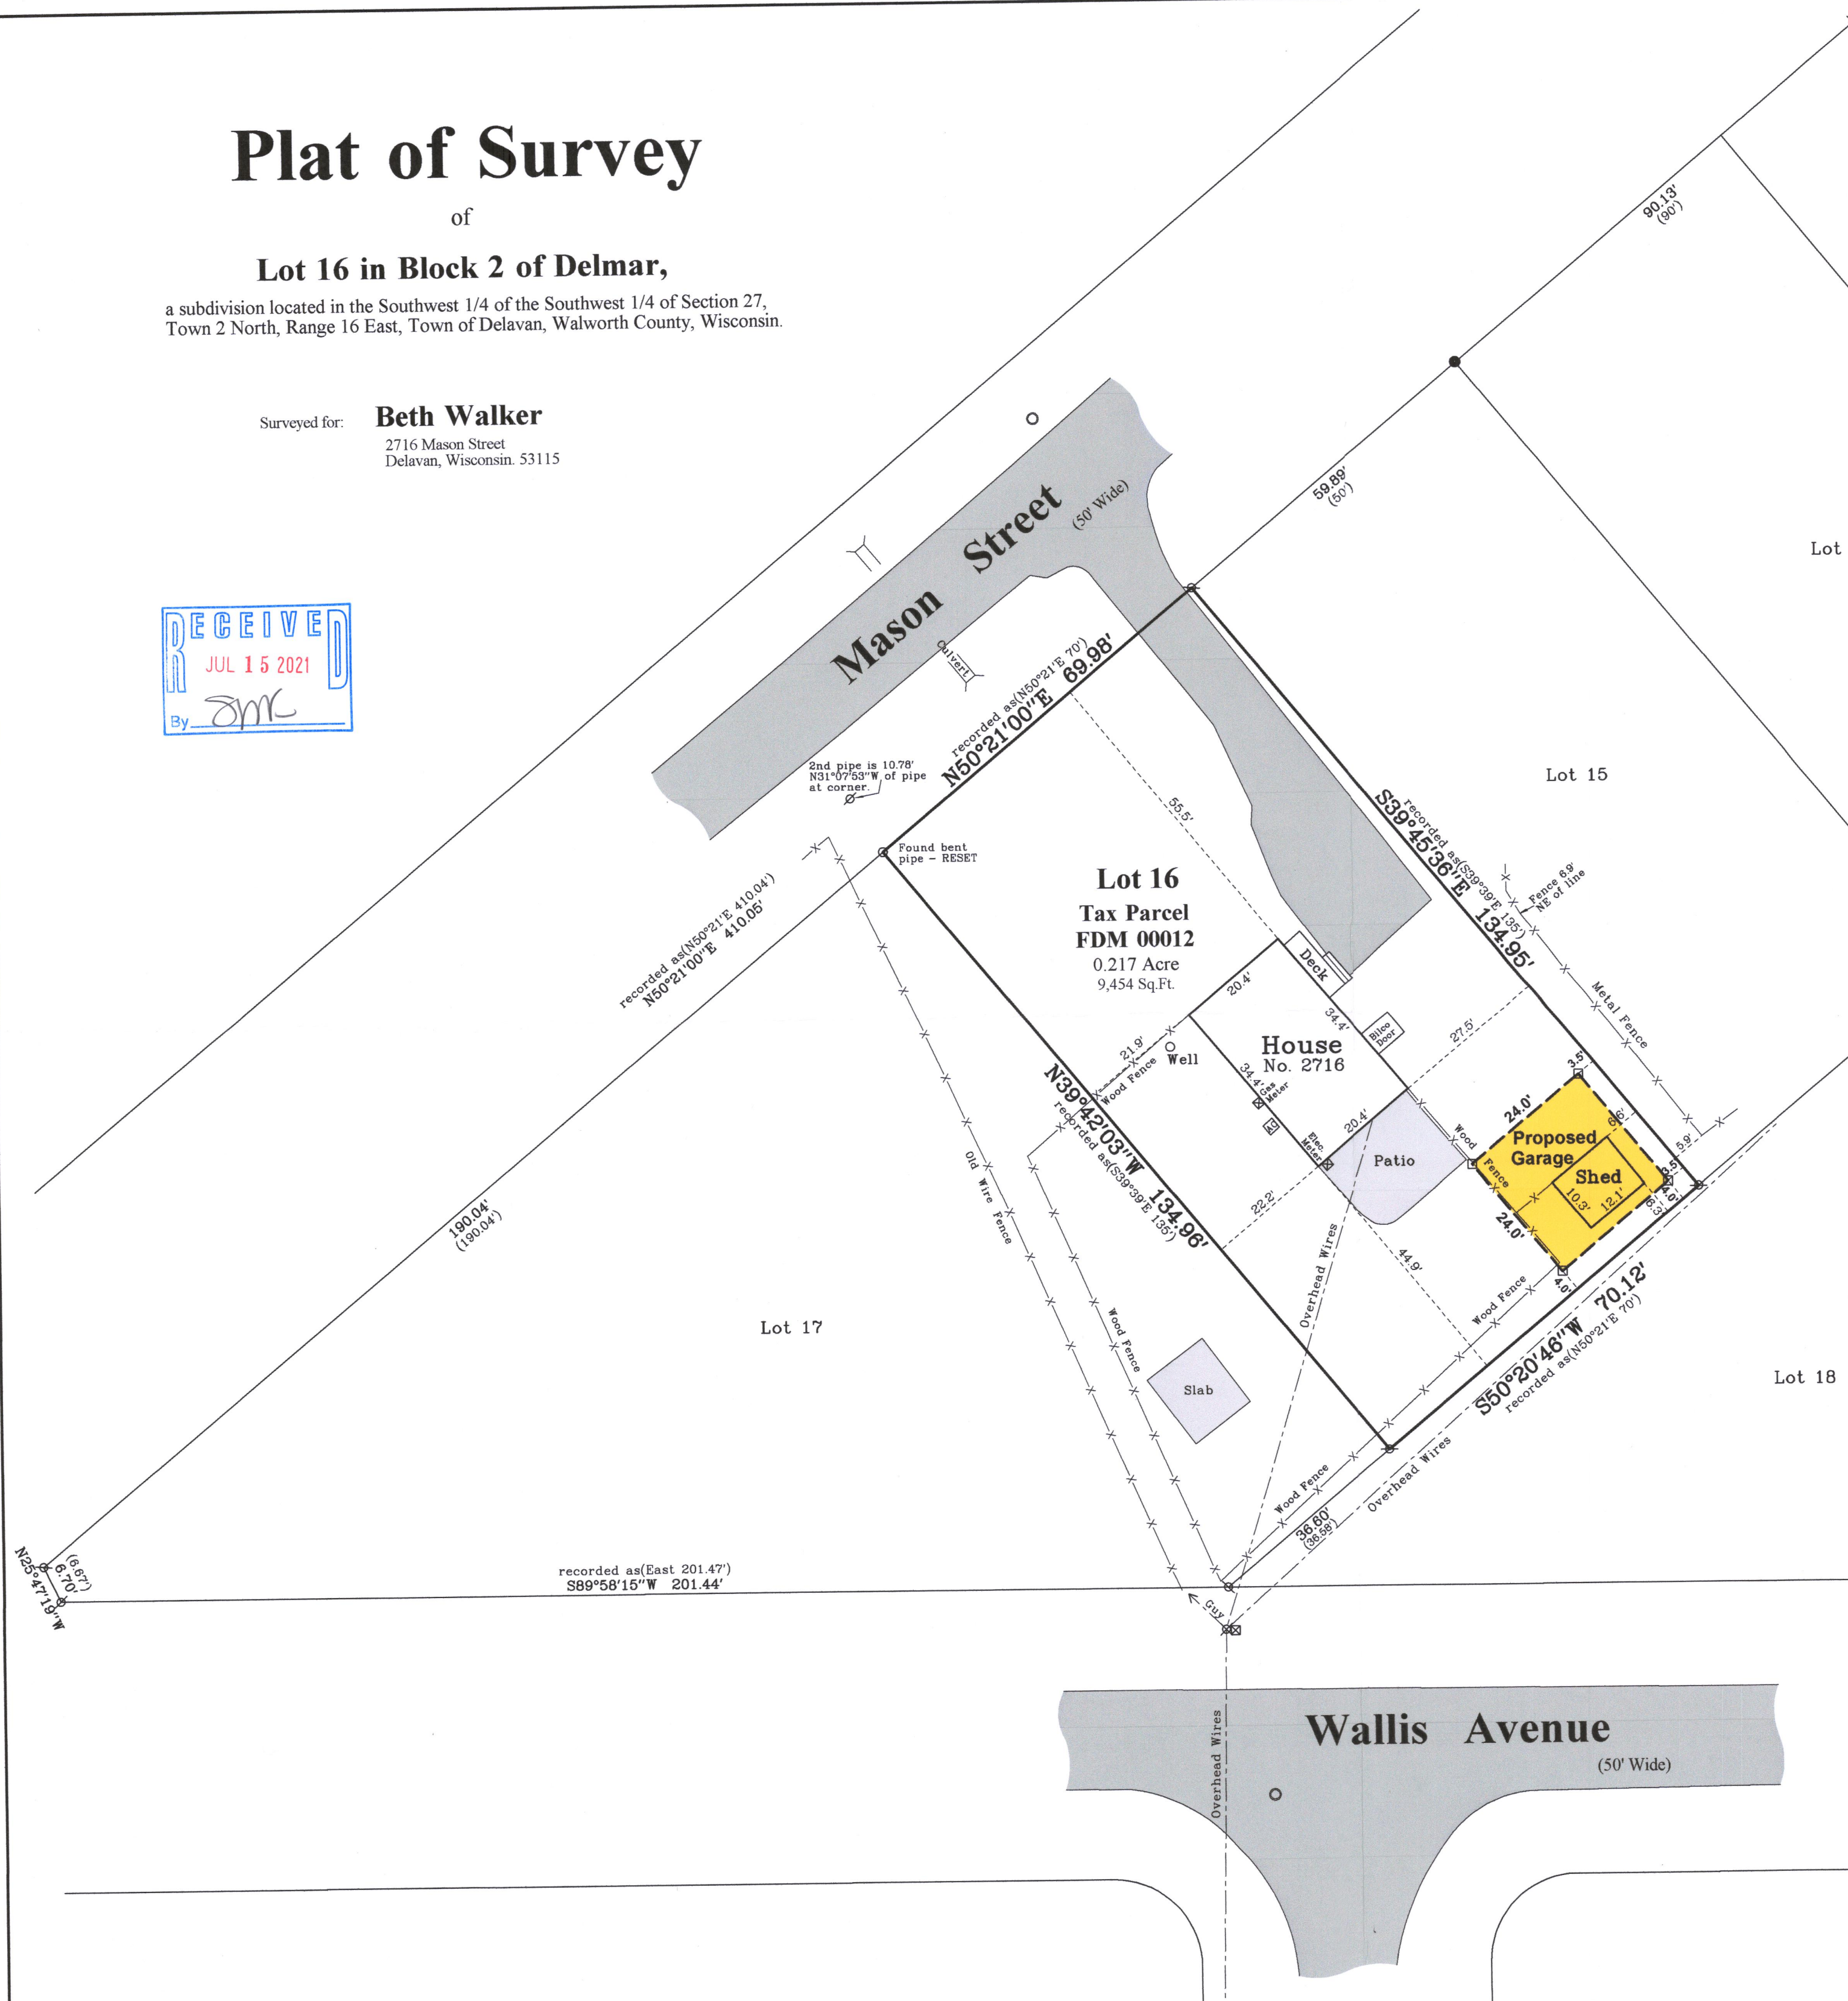 Plat of Survey
of
Lot 16 in Block 2 of Delmar,
a subdivision located in the Southwest 1/4 of the Southwest 1/4 of Section 27,
Town 2 North, Range 16 East, Town of Delavan, Walworth County, Wisconsin.
Surveyed for: Beth Walker
2716 Mason Street
Delavan, Wisconsin. 53115
RECEIVED
JUL 15 2021
By
90.13'
(90')
59.89'
(50')
Lot
Mason Street
(50' Wide)
Culvert
recorded as(N50°21'E 70')
N50°21'00"E 69.98'
2nd pipe is 10.78'
N31°07'53"W of pipe
at corner.
Found bent
pipe – RESET
Lot 15
55.5'
recorded as(S39°39'E 135')
S39°45'36"E 134.95'
Fence 6.9'
NE of line
Metal Fence
recorded as(N50°21'E 410.04')
N50°21'00"E 410.05'
Lot 16
Tax Parcel
FDM 00012
0.217 Acre
9,454 Sq.Ft.
Deck
20.4'
34.4'
Bilco
Door
27.5'
21.9'
Wood Fence
Well
House
No. 2716
34.4'
Gas
Meter
AC
Elec.
Meter
20.4'
Patio
Wood
Fence
3.5'
24.0'
6.6'
Proposed
Garage
Shed
10.3'
12.1'
24.0'
5.9'
3.5'
4.0'
6.3'
4.0'
N39°42'03"W 134.96'
recorded as(S39°39'E 135')
22.2'
44.9'
Overhead Wires
Old Wire Fence
Wood Fence
Wood Fence
S50°20'46"W 70.12'
recorded as(N50°21'E 70')
190.04'
(190.04')
Lot 17
Slab
Lot 18
Wood Fence
Overhead Wires
36.60'
(36.58')
N25°47'19"W
6.70'
(6.67')
recorded as(East 201.47')
S89°58'15"W 201.44'
Guy
Overhead Wires
Wallis Avenue
(50' Wide)